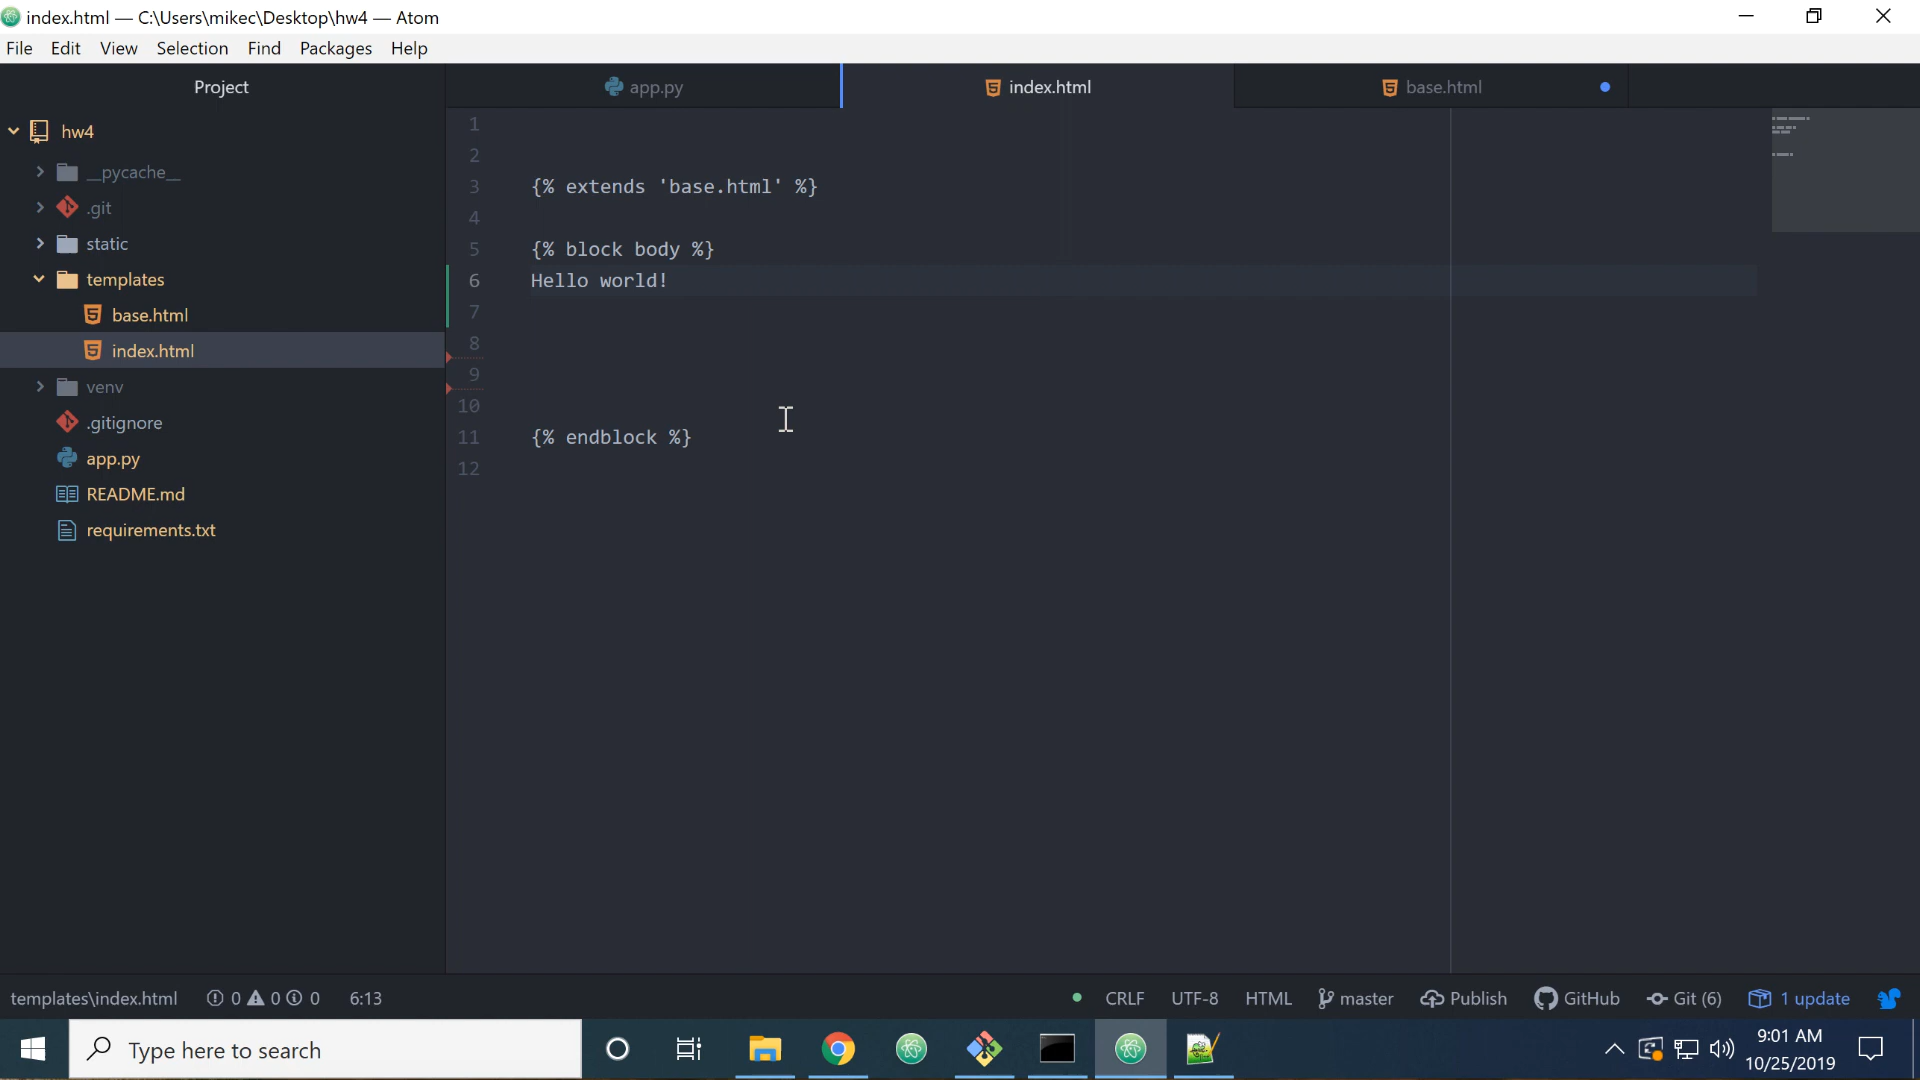 index.html — C:\Users\mikec\Desktop\hw4 — Atom
File Edit View Selection Find Packages Help
Project
app.py
index.html
base.html
hw4
__pycache__
.git
static
templates
base.html
index.html
venv
.gitignore
app.py
README.md
requirements.txt
1
2
3 {% extends 'base.html' %}
4
5 {% block body %}
6 Hello world!
7
8
9
10
11 {% endblock %}
12
templates\index.html 0 0 0 6:13 CRLF UTF-8 HTML master Publish GitHub Git (6) 1 update
Type here to search
9:01 AM
10/25/2019